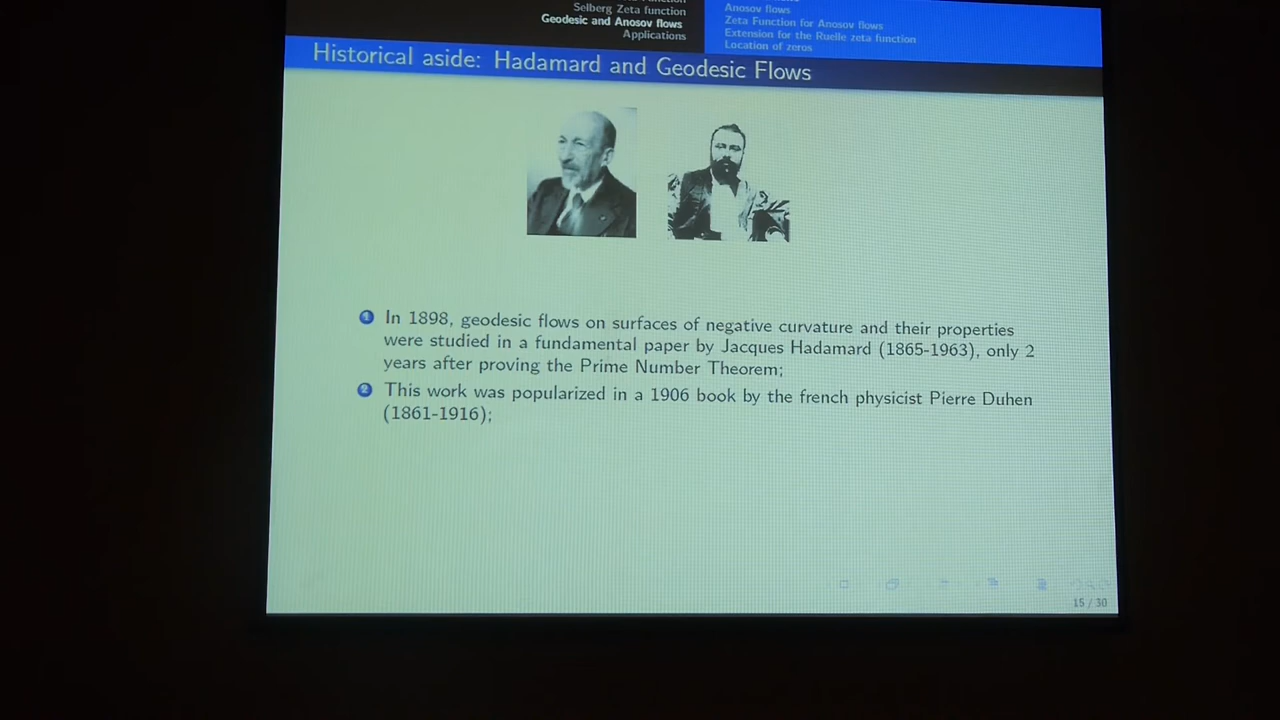 Selberg Zeta function
Geodesic and Anosov flows
Applications
Anosov flows
Zeta Function for Anosov flows
Extension for the Ruelle zeta function
Location of zeros
Historical aside: Hadamard and Geodesic Flows
1 In 1898, geodesic flows on surfaces of negative curvature and their properties
were studied in a fundamental paper by Jacques Hadamard (1865-1963), only 2
years after proving the Prime Number Theorem;
2 This work was popularized in a 1906 book by the french physicist Pierre Duhen
(1861-1916);
15 / 30